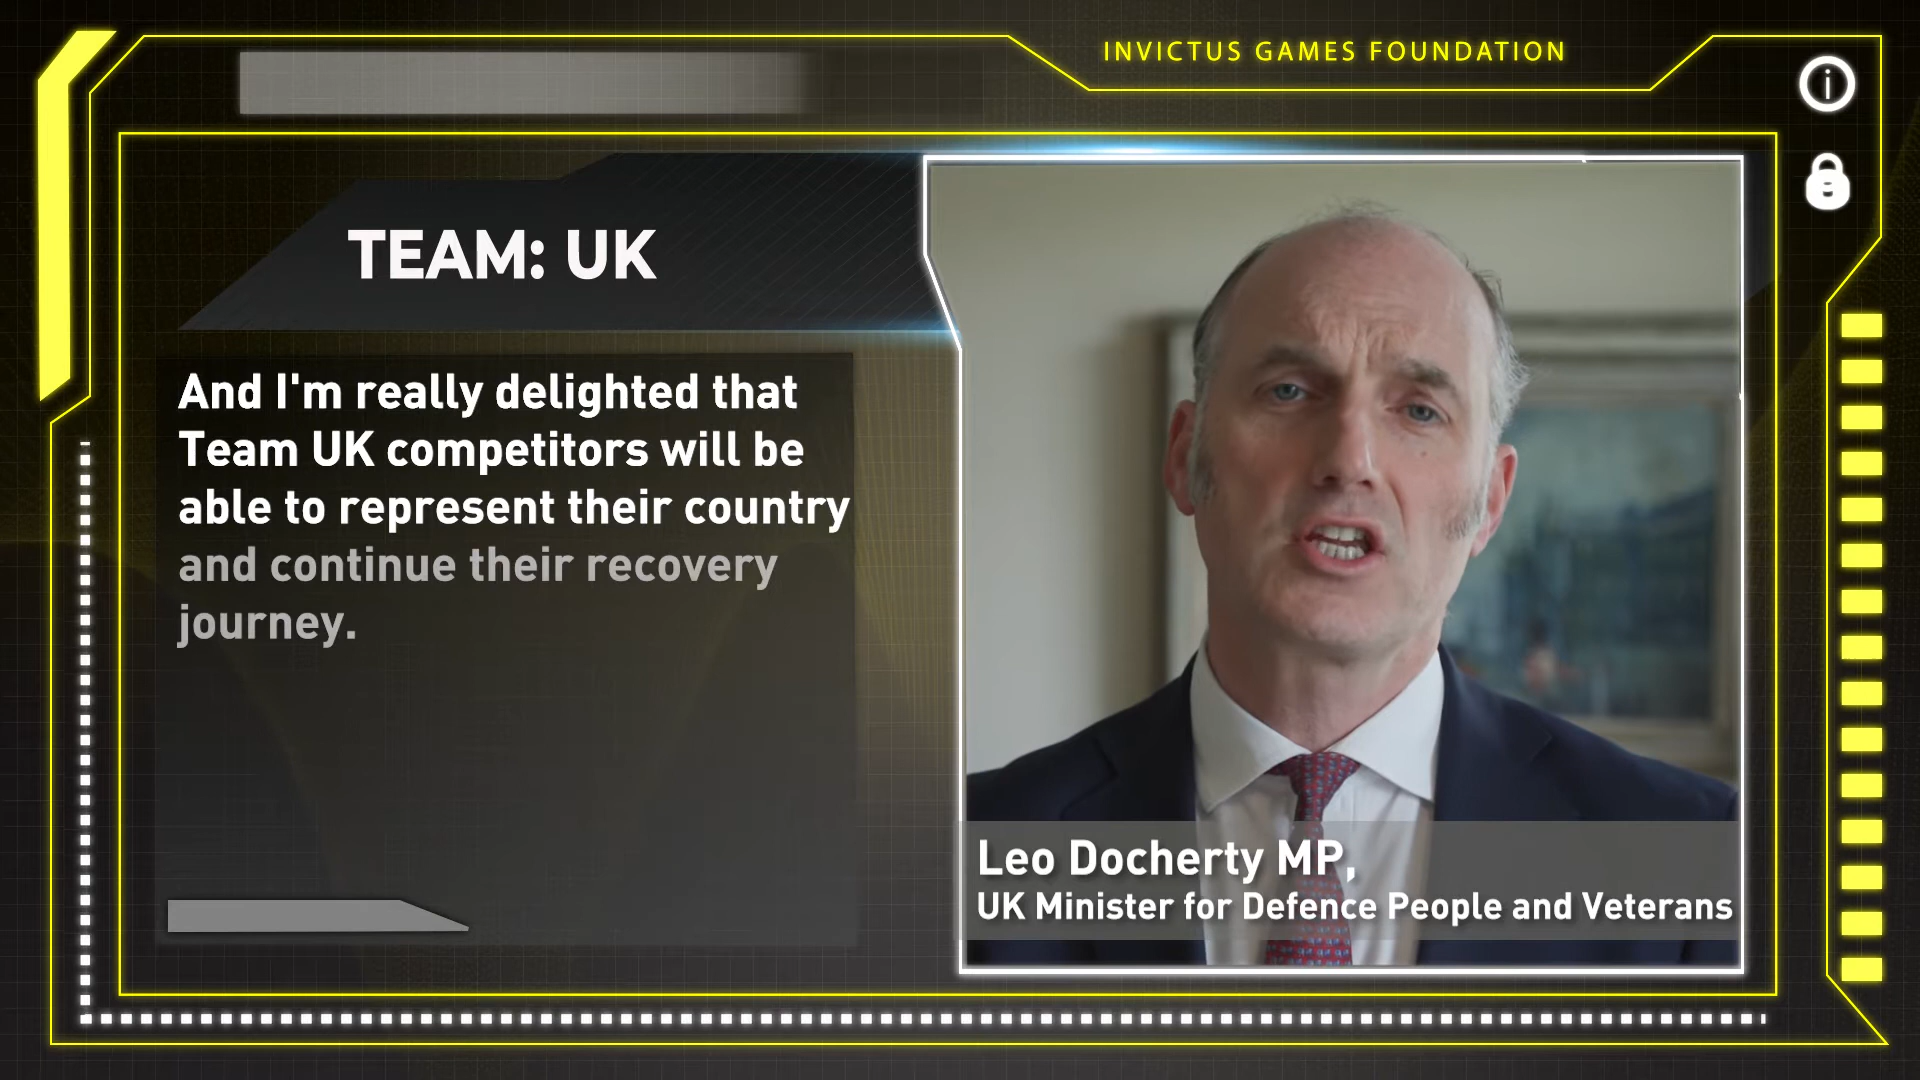 INVICTUS GAMES FOUNDATION
TEAM: UK
And I'm really delighted that
Team UK competitors will be
able to represent their country
and continue their recovery
journey.
Leo Docherty MP,
UK Minister for Defence People and Veterans